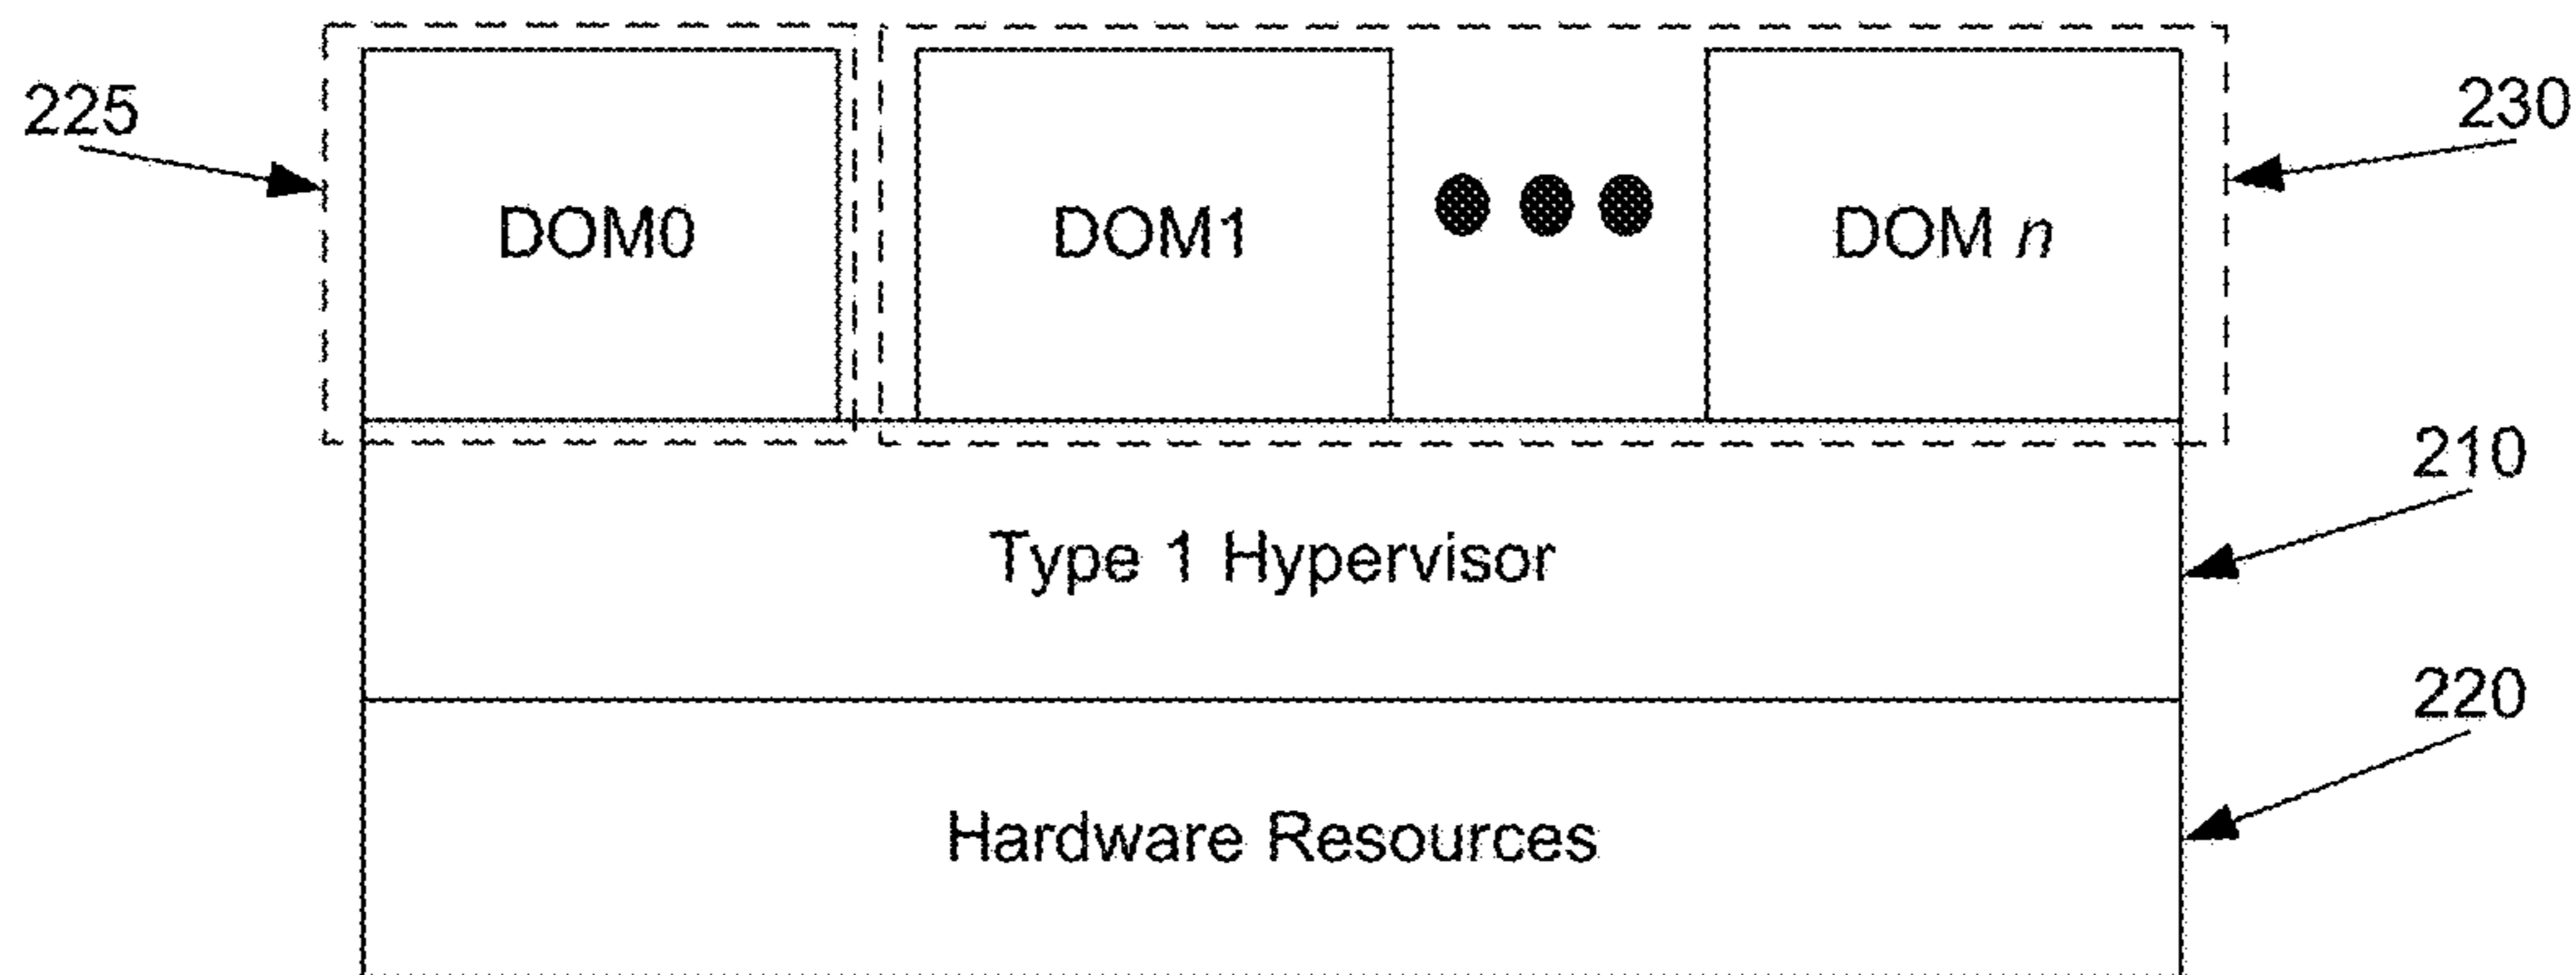 225
230
DOM0
DOM1
DOM n
210
Type 1 Hypervisor
220
Hardware Resources